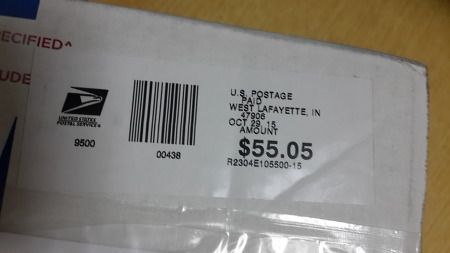 ECIFIED^
UDE
UNITED STATES
POSTAL SERVICE
9500
00438
U.S. POSTAGE
PAID
WEST LAFAYETTE, IN
47906
OCT 29, 15
AMOUNT
$55.05
R2304E105500-15